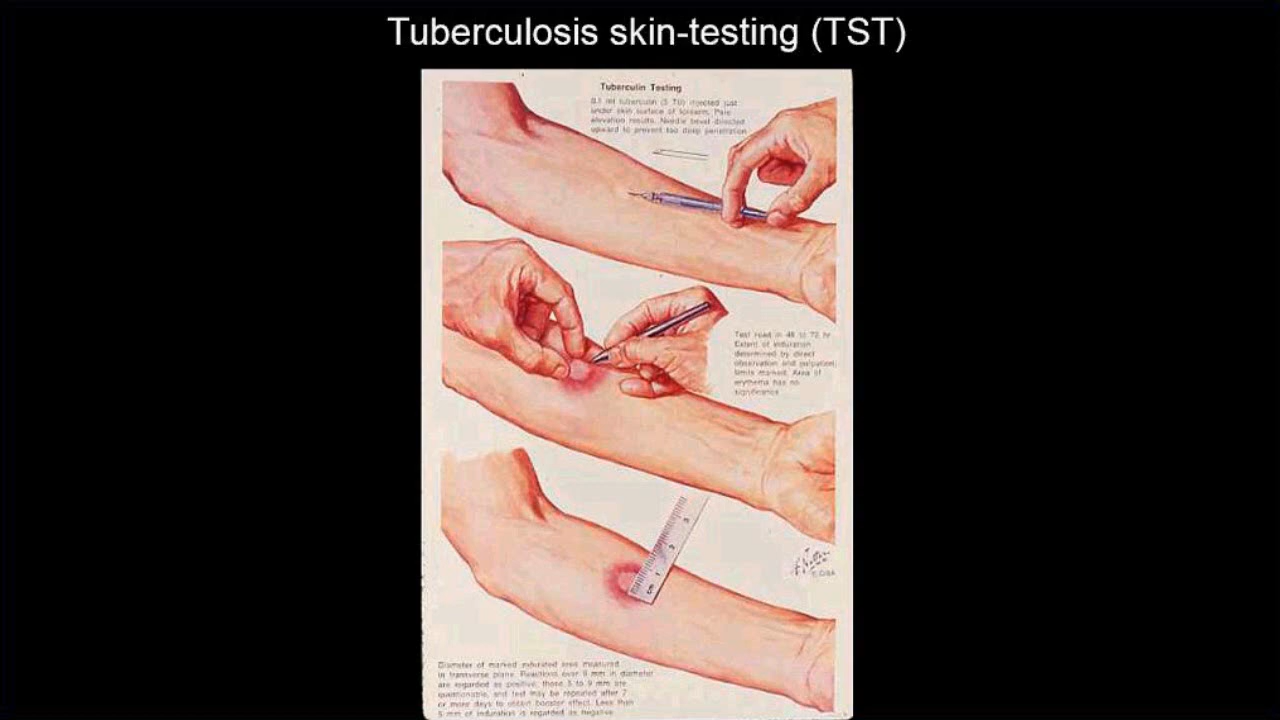 Tuberculosis skin-testing (TST)
Tuberculin Testing
0.1 ml tuberculin (5 TU) injected just
under skin surface of forearm. Pale
elevation results. Needle bevel directed
upward to prevent too deep penetration
Test read in 48 to 72 hr
Extent of induration
determined by direct
observation and palpation;
limits marked. Area of
erythema has no
significance
3
2
1
cm
© CIBA
Diameter of marked indurated area measured
in transverse plane. Reactions over 9 mm in diameter
are regarded as positive; those 5 to 9 mm are
questionable, and test may be repeated after 7
or more days to obtain booster effect. Less than
5 mm of induration is regarded as negative